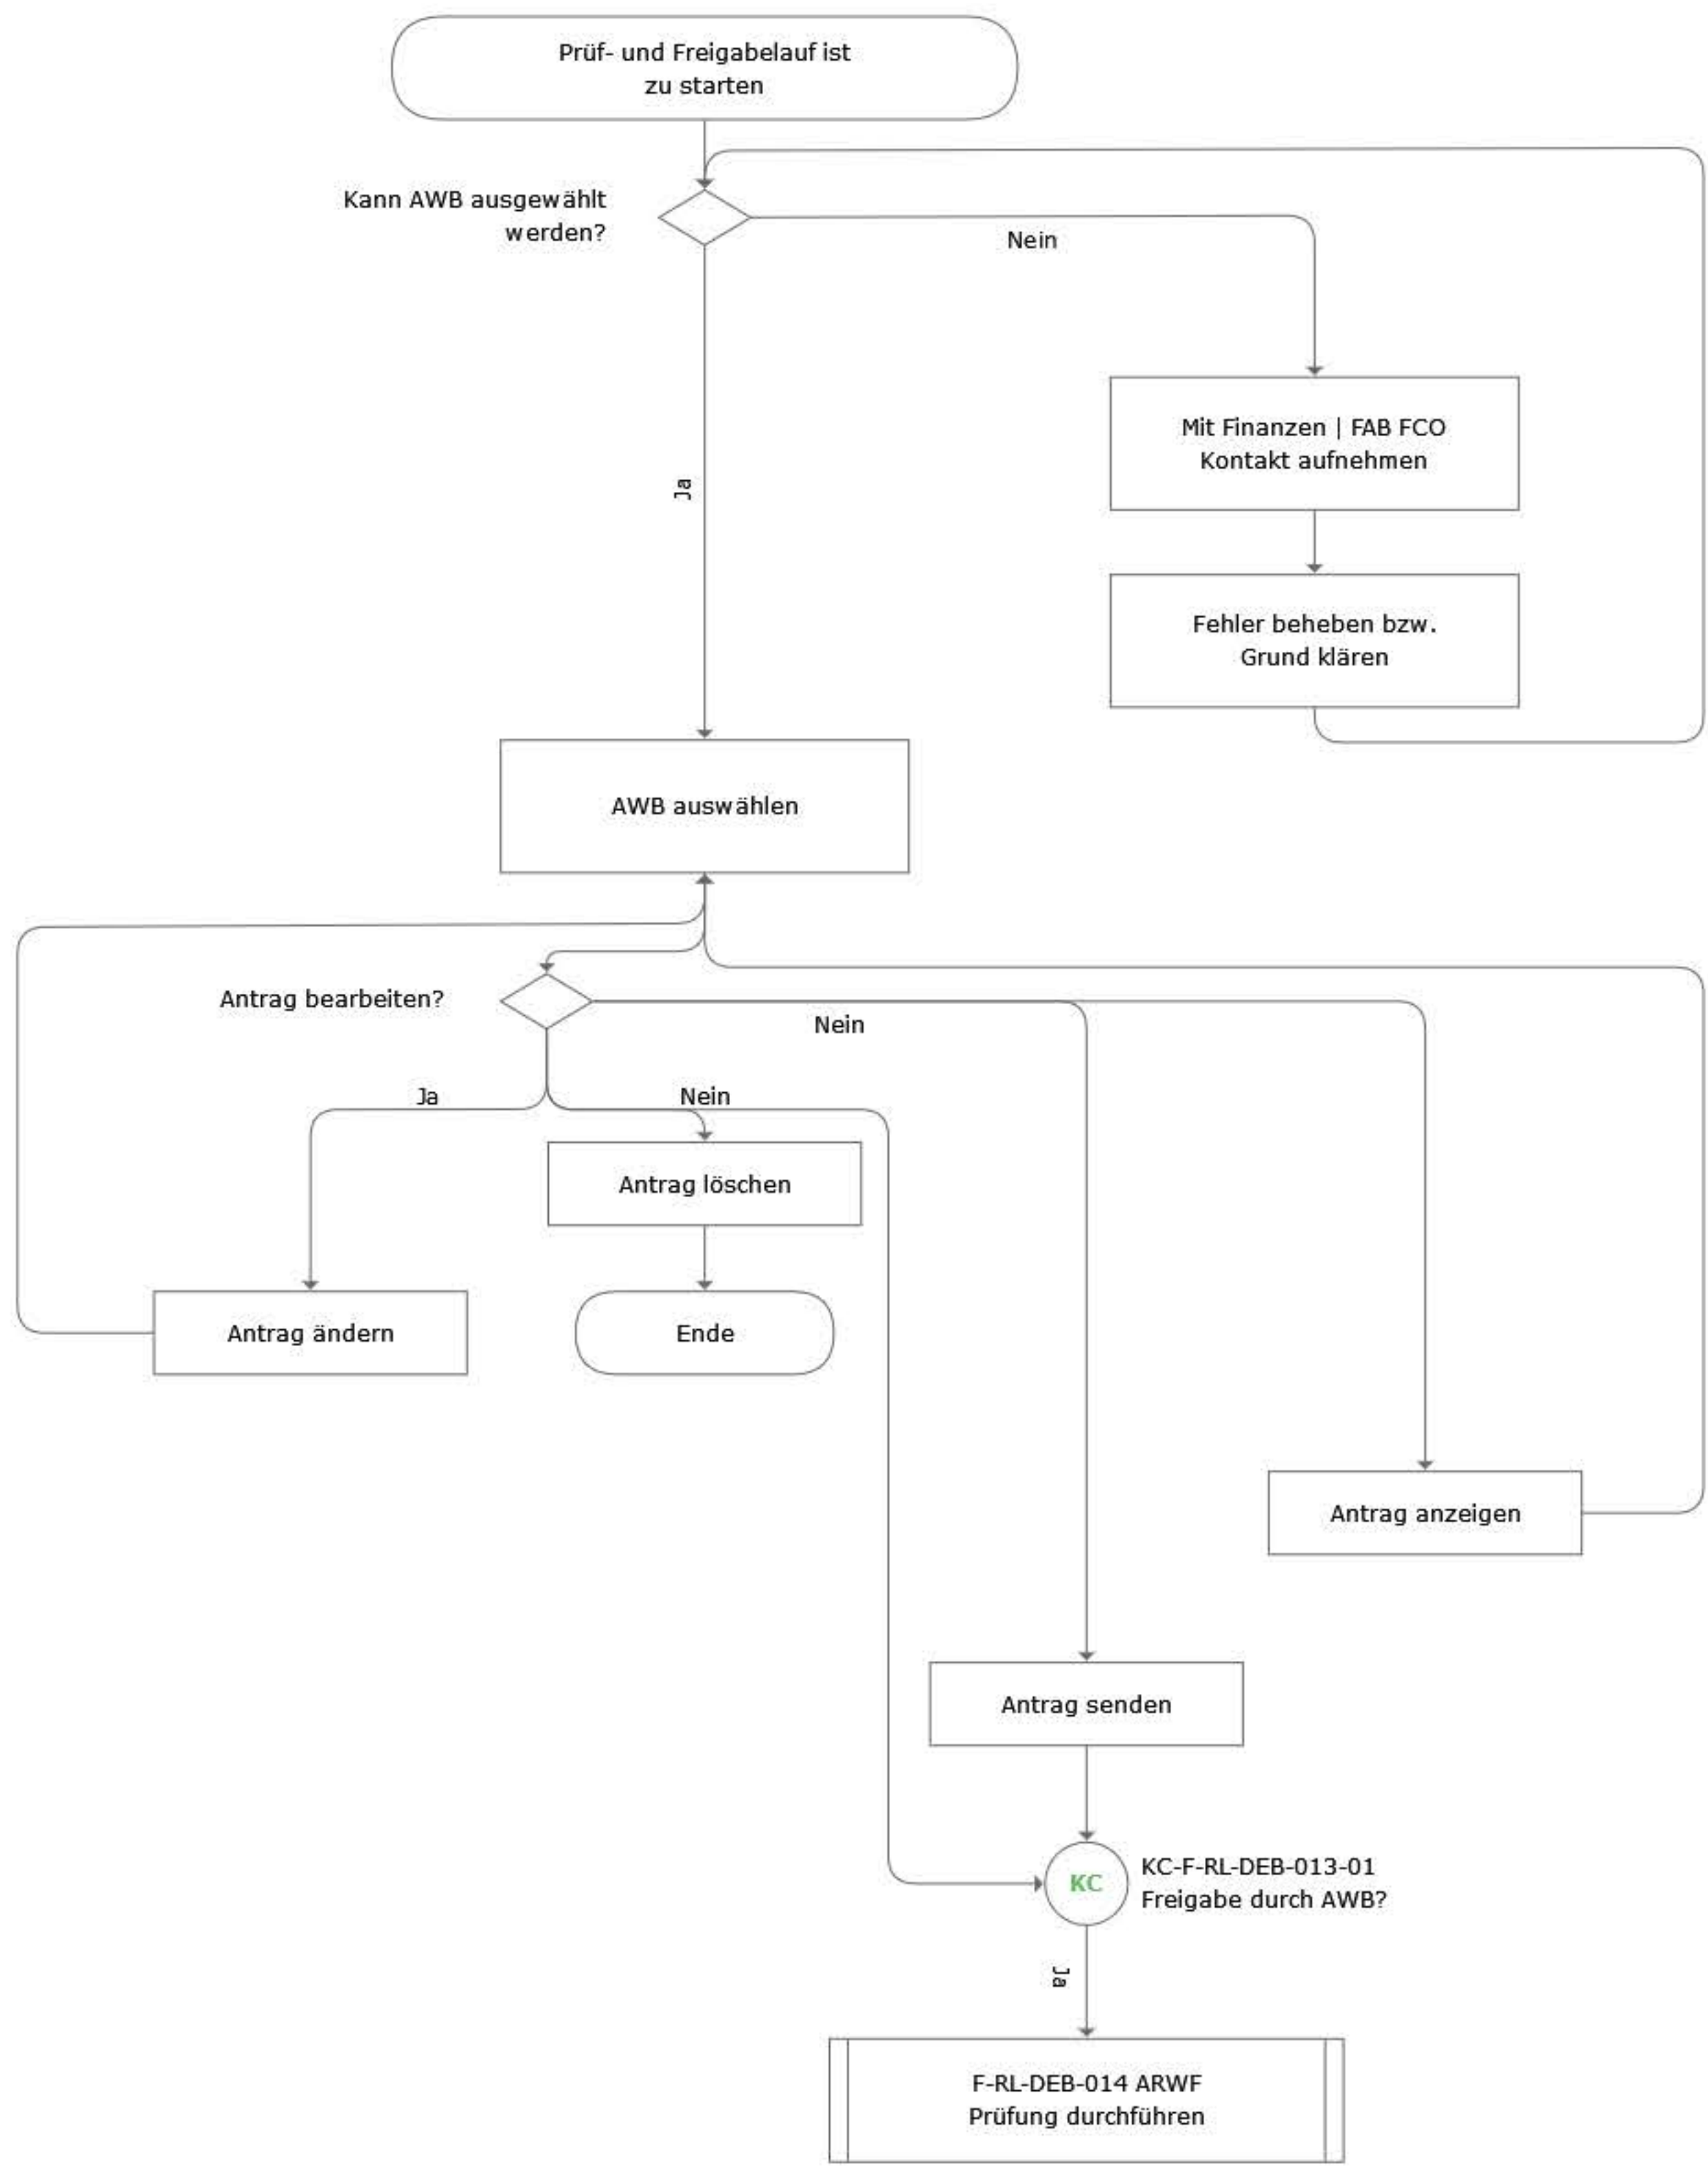 Prüf- und Freigabelauf ist
zu starten
Kann AWB ausgewählt
werden?
Nein
Mit Finanzen | FAB FCO
Kontakt aufnehmen
Ja
Fehler beheben bzw.
Grund klären
AWB auswählen
Antrag bearbeiten?
Nein
Ja
Nein
Antrag löschen
Antrag ändern
Ende
Antrag anzeigen
Antrag senden
KC
KC-F-RL-DEB-013-01
Freigabe durch AWB?
Ja
F-RL-DEB-014 ARWF
Prüfung durchführen